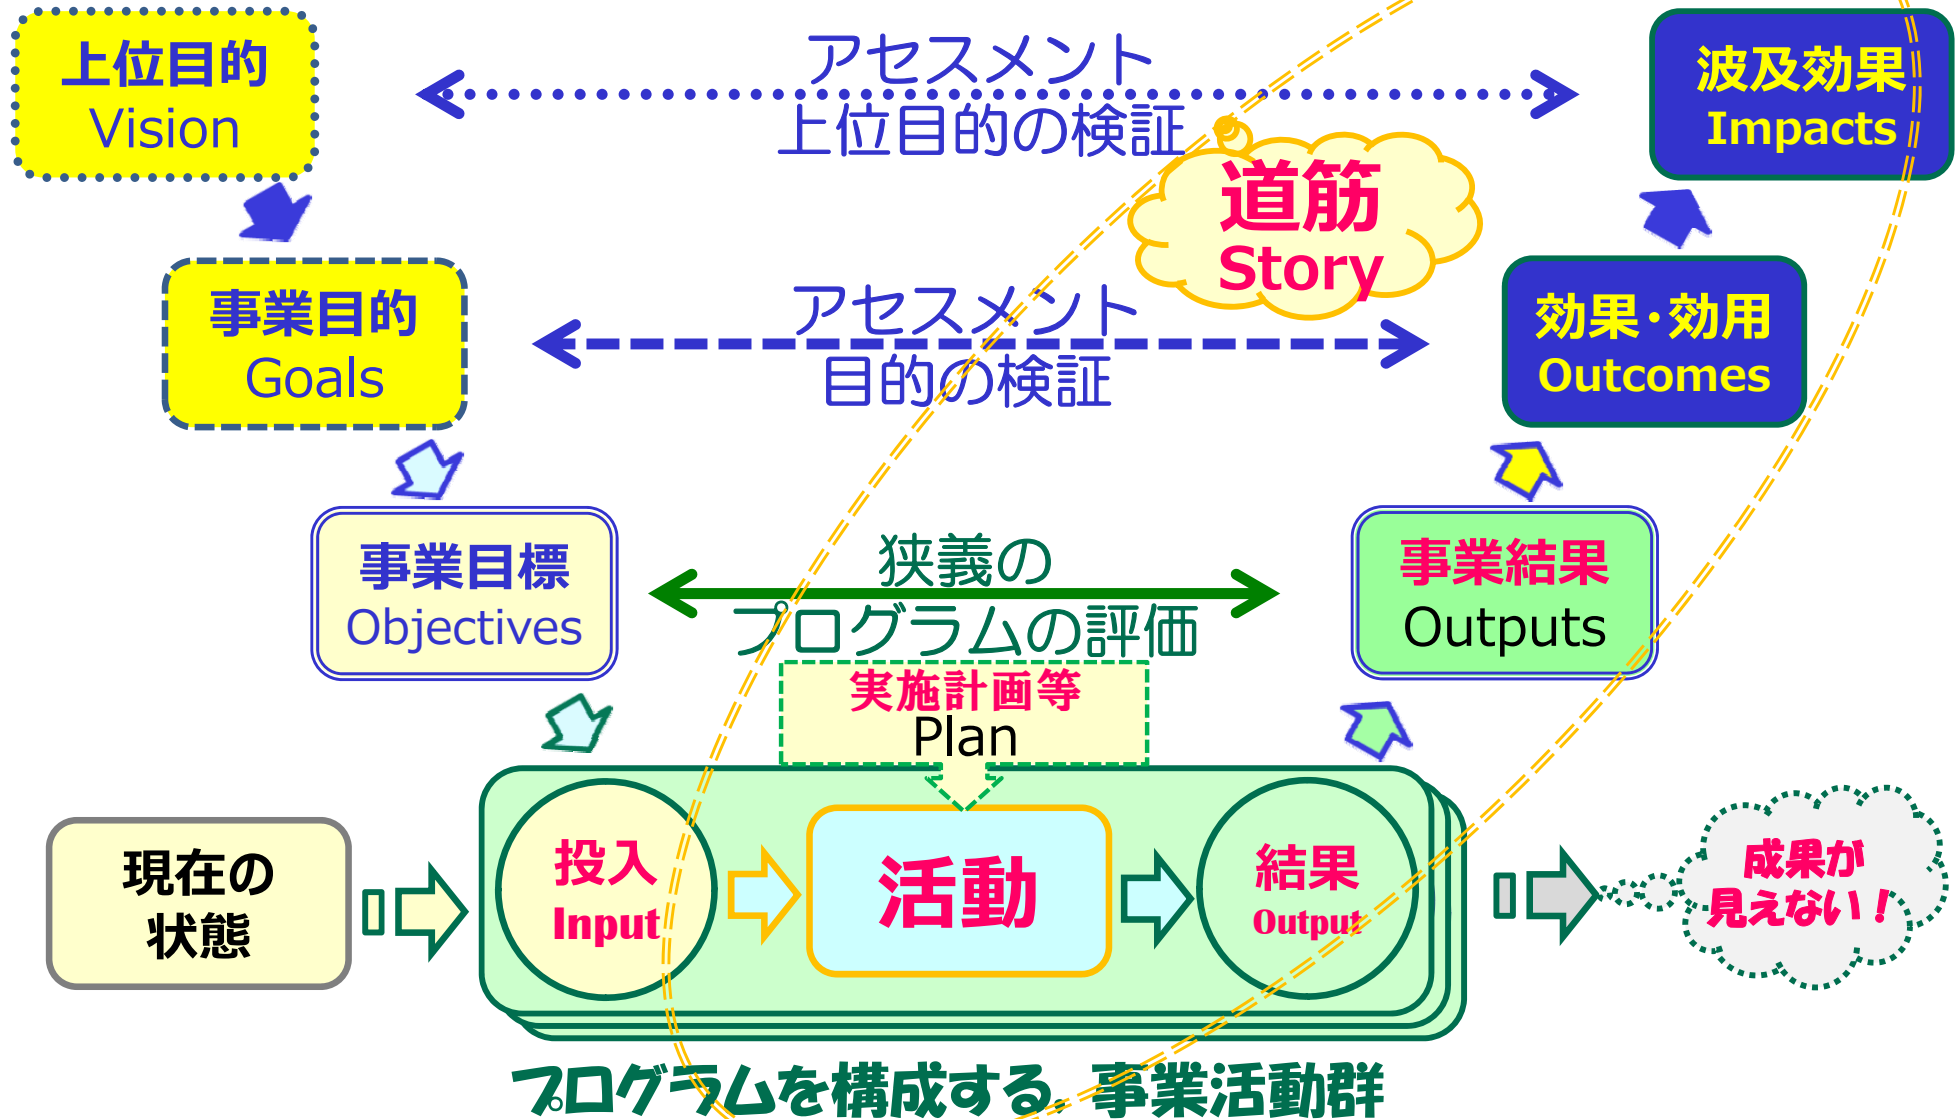 上位目的
Vision
アセスメント
上位目的の検証
波及効果
Impacts
道筋
Story
事業目的
Goals
アセスメント
目的の検証
効果・効用
Outcomes
事業目標
Objectives
狭義の
プログラムの評価
事業結果
Outputs
実施計画等
Plan
現在の
状態
投入
Input
活動
結果
Output
成果が
見えない！
プログラムを構成する，事業活動群